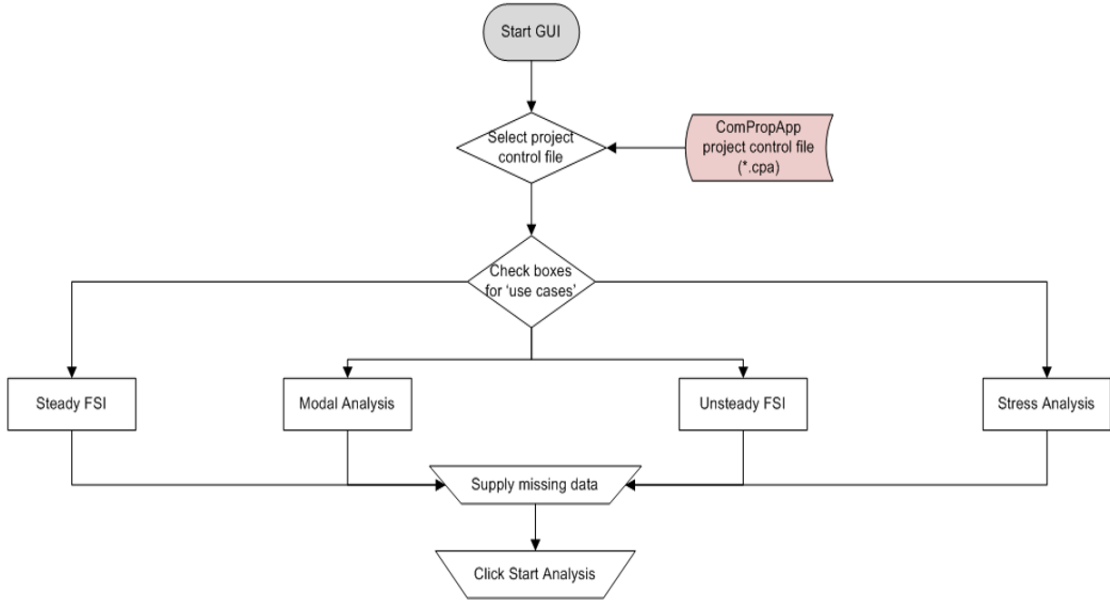 Start GUI
Select project
control file
ComPropApp
project control file
(*.cpa)
Check boxes
for ‘use cases’
Steady FSI
Modal Analysis
Unsteady FSI
Stress Analysis
Supply missing data
Click Start Analysis